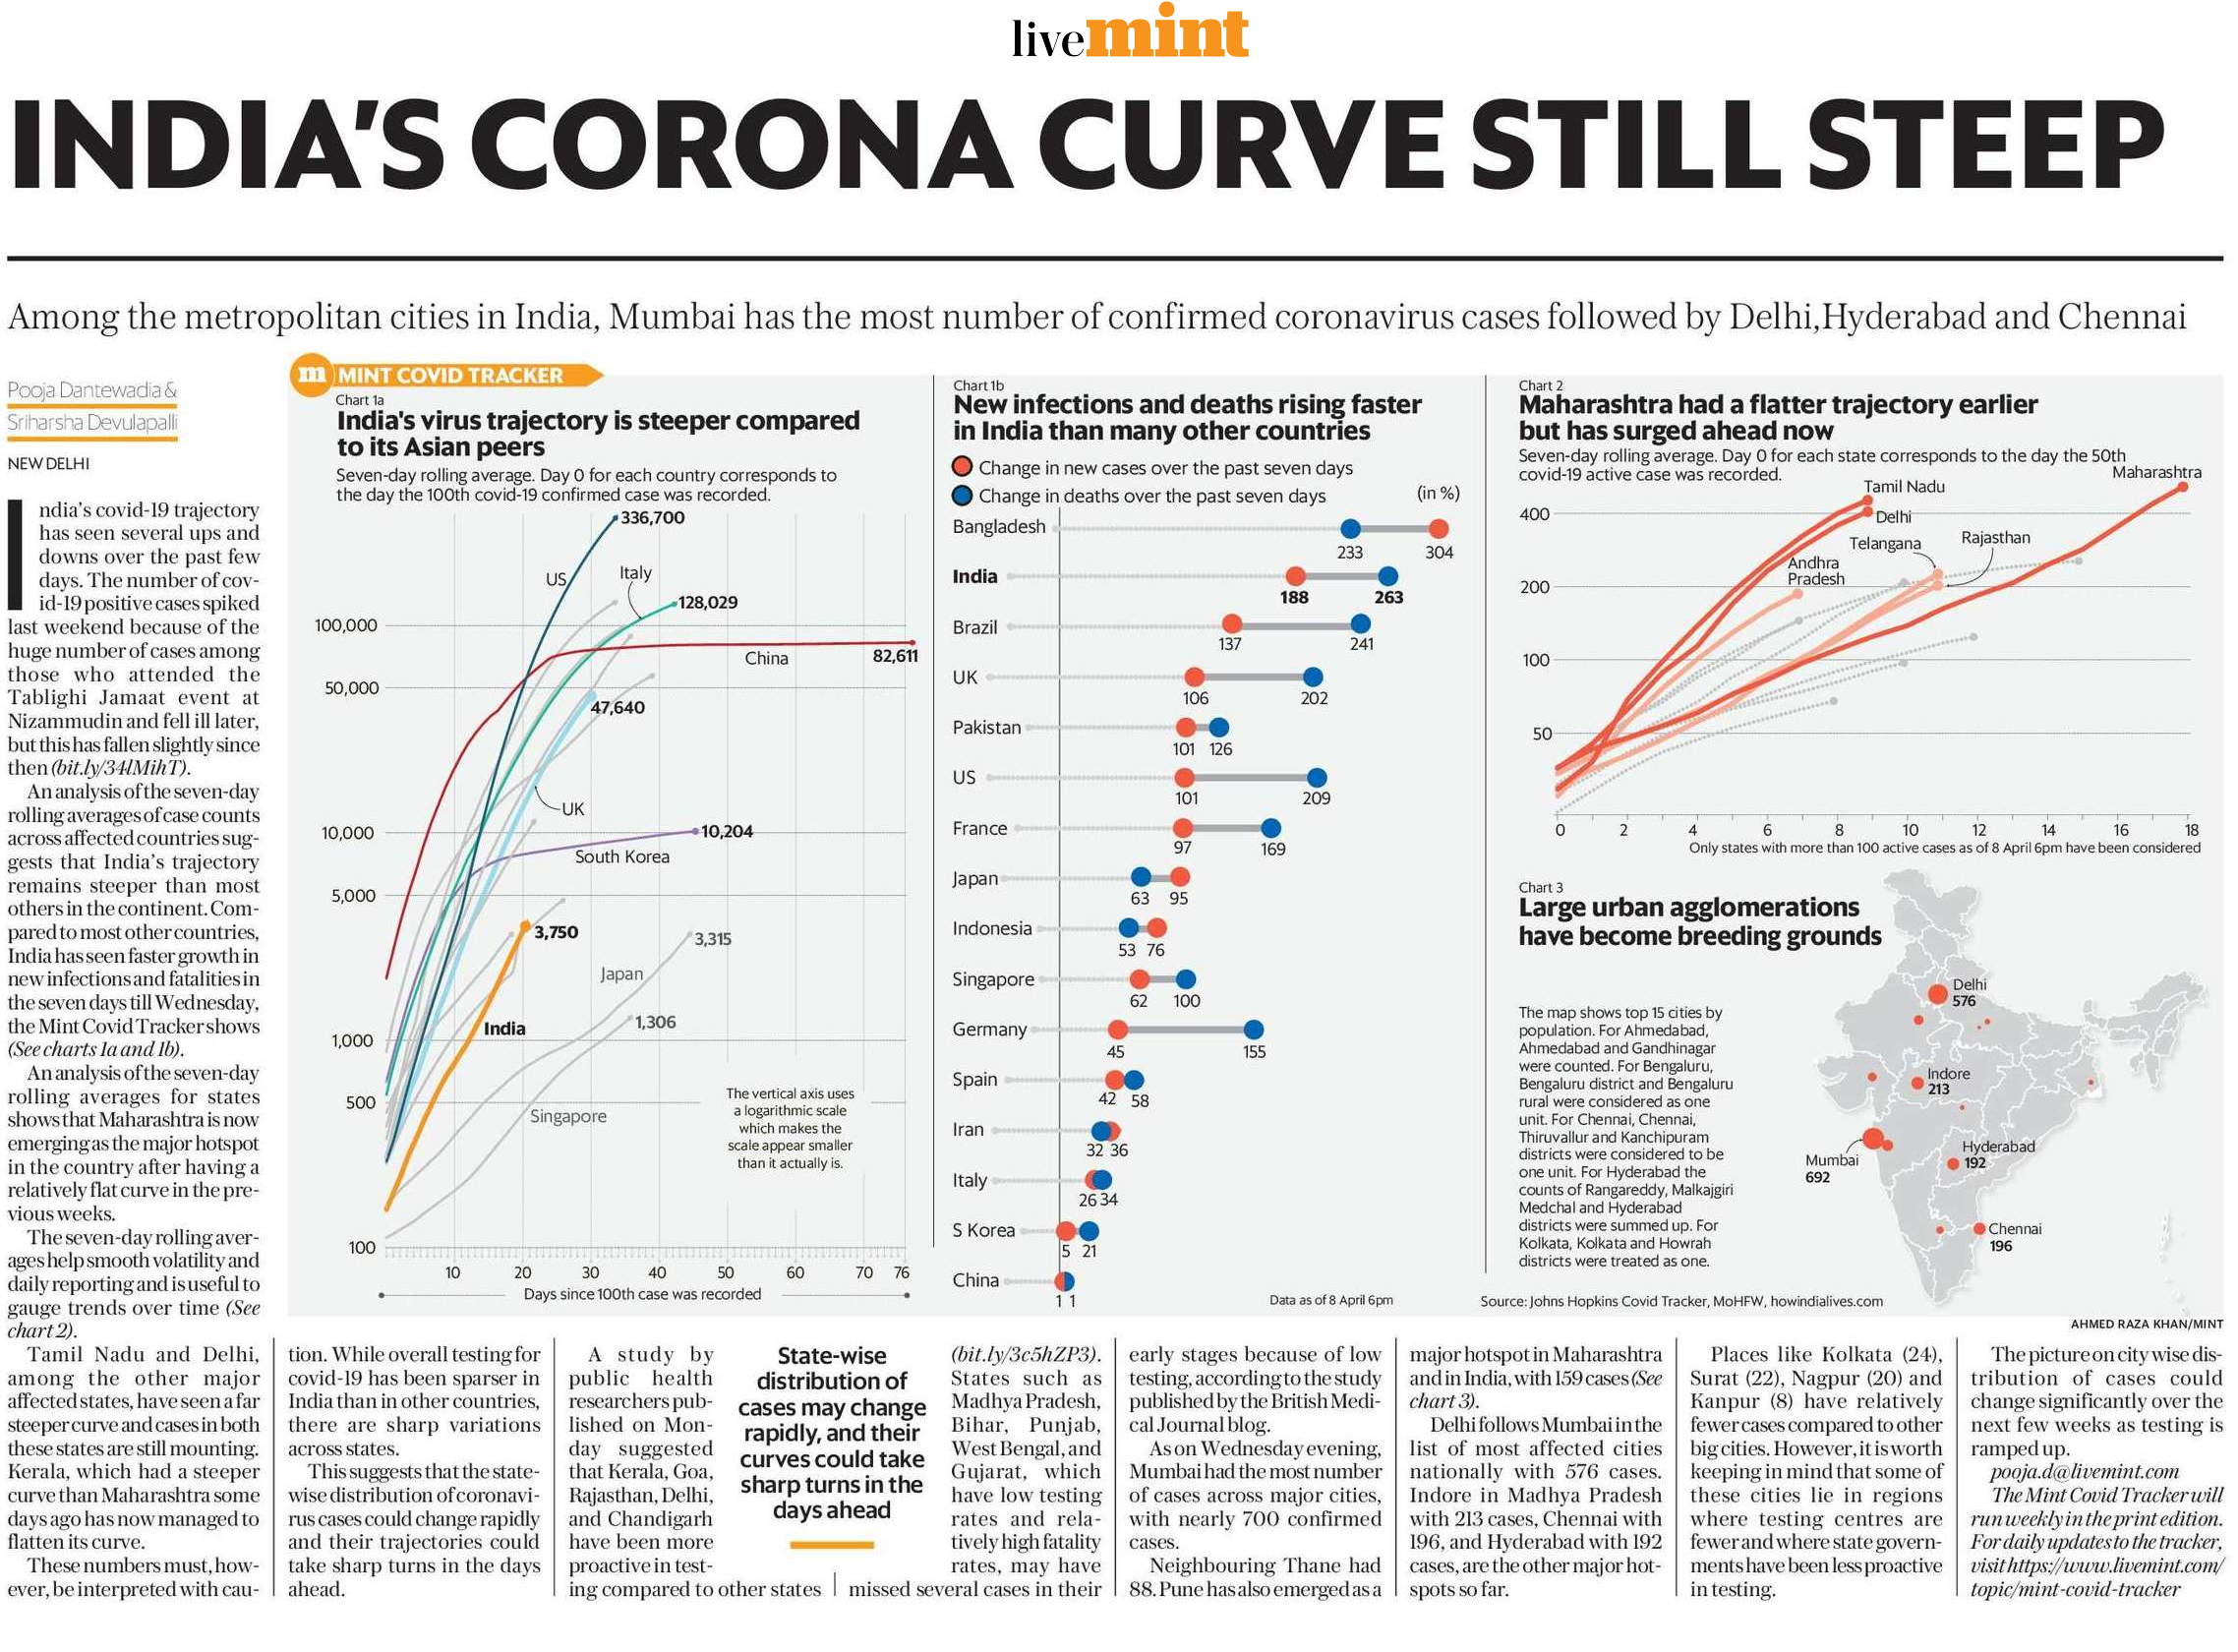 livemint
INDIA'S CORONA CURVE STILL STEEP
Among the metropolitan cities in India, Mumbai has the most number of confirmed coronavirus cases followed by Delhi,Hyderabad and Chennai
Pooja Dantewadia &
Sriharsha Devulapalli
NEW DELHI
India's covid-19 trajectory
has seen several ups and
downs over the past few
days. The number of cov-
id-19 positive cases spiked
last weekend because of the
huge number of cases among
those who attended the
Tablighi Jamaat event at
Nizammudin and fell ill later,
but this has fallen slightly since
then (bit.ly/34lMihT).
An analysis of the seven-day
rolling averages of case counts
across affected countries sug-
gests that India's trajectory
remains steeper than most
others in the continent. Com-
pared to most other countries,
India has seen faster growth in
new infections and fatalities in
the seven days till Wednesday,
the Mint Covid Tracker shows
(See charts 1a and 1b).
An analysis of the seven-day
rolling averages for states
shows that Maharashtra is now
emerging as the major hotspot
in the country after having a
relatively flat curve in the pre-
vious weeks.
The seven-day rolling aver-
ages help smooth volatility and
daily reporting and is useful to
gauge trends over time (See
chart 2).
Tamil Nadu and Delhi,
among the other major
affected states, have seen a far
steeper curve and cases in both
these states are still mounting.
Kerala, which had a steeper
curve than Maharashtra some
days ago has now managed to
flatten its curve.
These numbers must, how-
ever, be interpreted with cau-
m MINT COVID TRACKER
Chart 1a
India's virus trajectory is steeper compared
to its Asian peers
Seven-day rolling average. Day 0 for each country corresponds to
the day the 100th covid-19 confirmed case was recorded.
336,700
US
Italy
128,029
100,000
China
82,611
50,000
47,640
UK
10,000
10,204
South Korea
5,000
3,750
3,315
Japan
India
1,306
1,000
500
Singapore
The vertical axis uses
a logarithmic scale
which makes the
scale appear smaller
than it actually is.
100
10 20 30 40 50 60 70 76
Days since 100th case was recorded
Chart 1b
New infections and deaths rising faster
in India than many other countries
Change in new cases over the past seven days
Change in deaths over the past seven days
(in %)
Bangladesh
233 304
India
188 263
Brazil
137 241
UK
106 202
Pakistan
101 126
US
101 209
France
97 169
Japan
63 95
Indonesia
53 76
Singapore
62 100
Germany
45 155
Spain
42 58
Iran
32 36
Italy
26 34
S Korea
5 21
China
1 1
Data as of 8 April 6pm
Chart 2
Maharashtra had a flatter trajectory earlier
but has surged ahead now
Seven-day rolling average. Day 0 for each state corresponds to the day the 50th
covid-19 active case was recorded.
Maharashtra
Tamil Nadu
400
Delhi
Telangana
Rajasthan
Andhra
Pradesh
200
100
50
0 2 4 6 8 10 12 14 16 18
Only states with more than 100 active cases as of 8 April 6pm have been considered
Chart 3
Large urban agglomerations
have become breeding grounds
The map shows top 15 cities by
population. For Ahmedabad,
Ahmedabad and Gandhinagar
were counted. For Bengaluru,
Bengaluru district and Bengaluru
rural were considered as one
unit. For Chennai, Chennai,
Thiruvallur and Kanchipuram
districts were considered to be
one unit. For Hyderabad the
counts of Rangareddy, Malkajgiri
Medchal and Hyderabad
districts were summed up. For
Kolkata, Kolkata and Howrah
districts were treated as one.
Delhi
576
Indore
213
Mumbai
692
Hyderabad
192
Chennai
196
Source: Johns Hopkins Covid Tracker, MoHFW, howindialives.com
AHMED RAZA KHAN/MINT
tion. While overall testing for
covid-19 has been sparser in
India than in other countries,
there are sharp variations
across states.
This suggests that the state-
wise distribution of coronavi-
rus cases could change rapidly
and their trajectories could
take sharp turns in the days
ahead.
A study by
public health
researchers pub-
lished on Mon-
day suggested
that Kerala, Goa,
Rajasthan, Delhi,
and Chandigarh
have been more
proactive in test-
ing compared to other states
State-wise
distribution of
cases may change
rapidly, and their
curves could take
sharp turns in the
days ahead
(bit.ly/3c5hZP3).
States such as
Madhya Pradesh,
Bihar, Punjab,
West Bengal, and
Gujarat, which
have low testing
rates and rela-
tively high fatality
rates, may have
missed several cases in their
early stages because of low
testing, according to the study
published by the British Medi-
cal Journal blog.
As on Wednesday evening,
Mumbai had the most number
of cases across major cities,
with nearly 700 confirmed
cases.
Neighbouring Thane had
88. Pune has also emerged as a
major hotspot in Maharashtra
and in India, with 159 cases (See
chart 3).
Delhi follows Mumbai in the
list of most affected cities
nationally with 576 cases.
Indore in Madhya Pradesh
with 213 cases, Chennai with
196, and Hyderabad with 192
cases, are the other major hot-
spots so far.
Places like Kolkata (24),
Surat (22), Nagpur (20) and
Kanpur (8) have relatively
fewer cases compared to other
big cities. However, it is worth
keeping in mind that some of
these cities lie in regions
where testing centres are
fewer and where state govern-
ments have been less proactive
in testing.
The picture on city wise dis-
tribution of cases could
change significantly over the
next few weeks as testing is
ramped up.
pooja.d@livemint.com
The Mint Covid Tracker will
run weekly in the print edition.
For daily updates to the tracker,
visit https://www.livemint.com/
topic/mint-covid-tracker